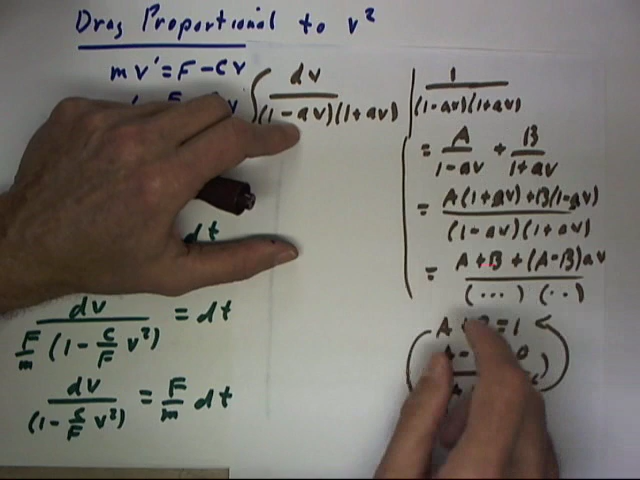 Drag Proportional to v²
mv' = F - cv
dt
dv / (F/m (1 - c/F v²)) = dt
dv / (1 - c/F v²) = F/m dt
∫ dv / ((1-av)(1+av))
1 / ((1-av)(1+av))
= A / (1-av) + B / (1+av)
= (A(1+av) + B(1-av)) / ((1-av)(1+av))
= (A+B + (A-B)av) / ((...) (..))
= 1